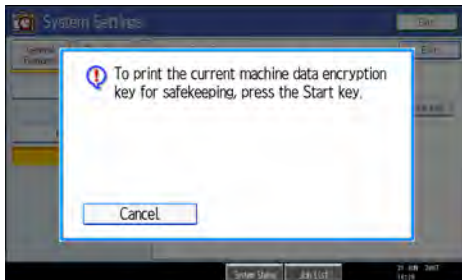 System Settings
Exit
To print the current machine data encryption
key for safekeeping, press the Start key.
Cancel
System Status
Job List